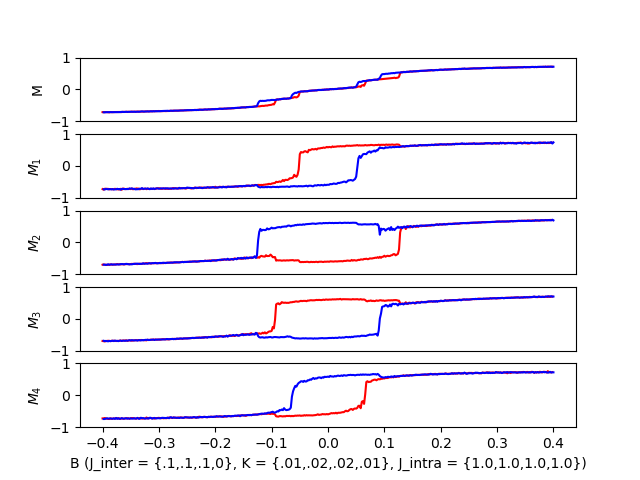 M
1
−1
M1
1
0
−1
M2
1
0
−1
M3
1
0
−1
M4
1
0
−1
−0.4 −0.3 −0.2 −0.1 0.0 0.1 0.2 0.3 0.4
B (J_inter = {.1,.1,.1,0}, K = {.01,.02,.02,.01}, J_intra = {1.0,1.0,1.0,1.0})